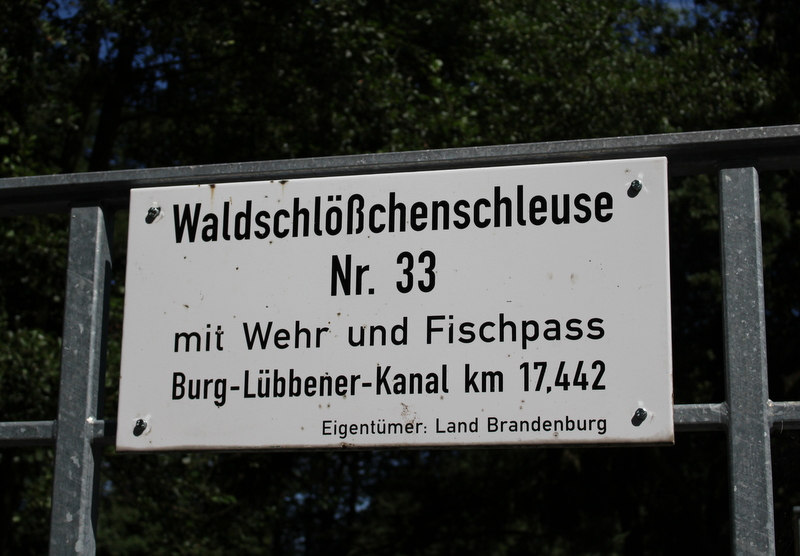 Waldschlößchenschleuse
Nr. 33
mit Wehr und Fischpass
Burg-Lübbener-Kanal km 17,442
Eigentümer: Land Brandenburg